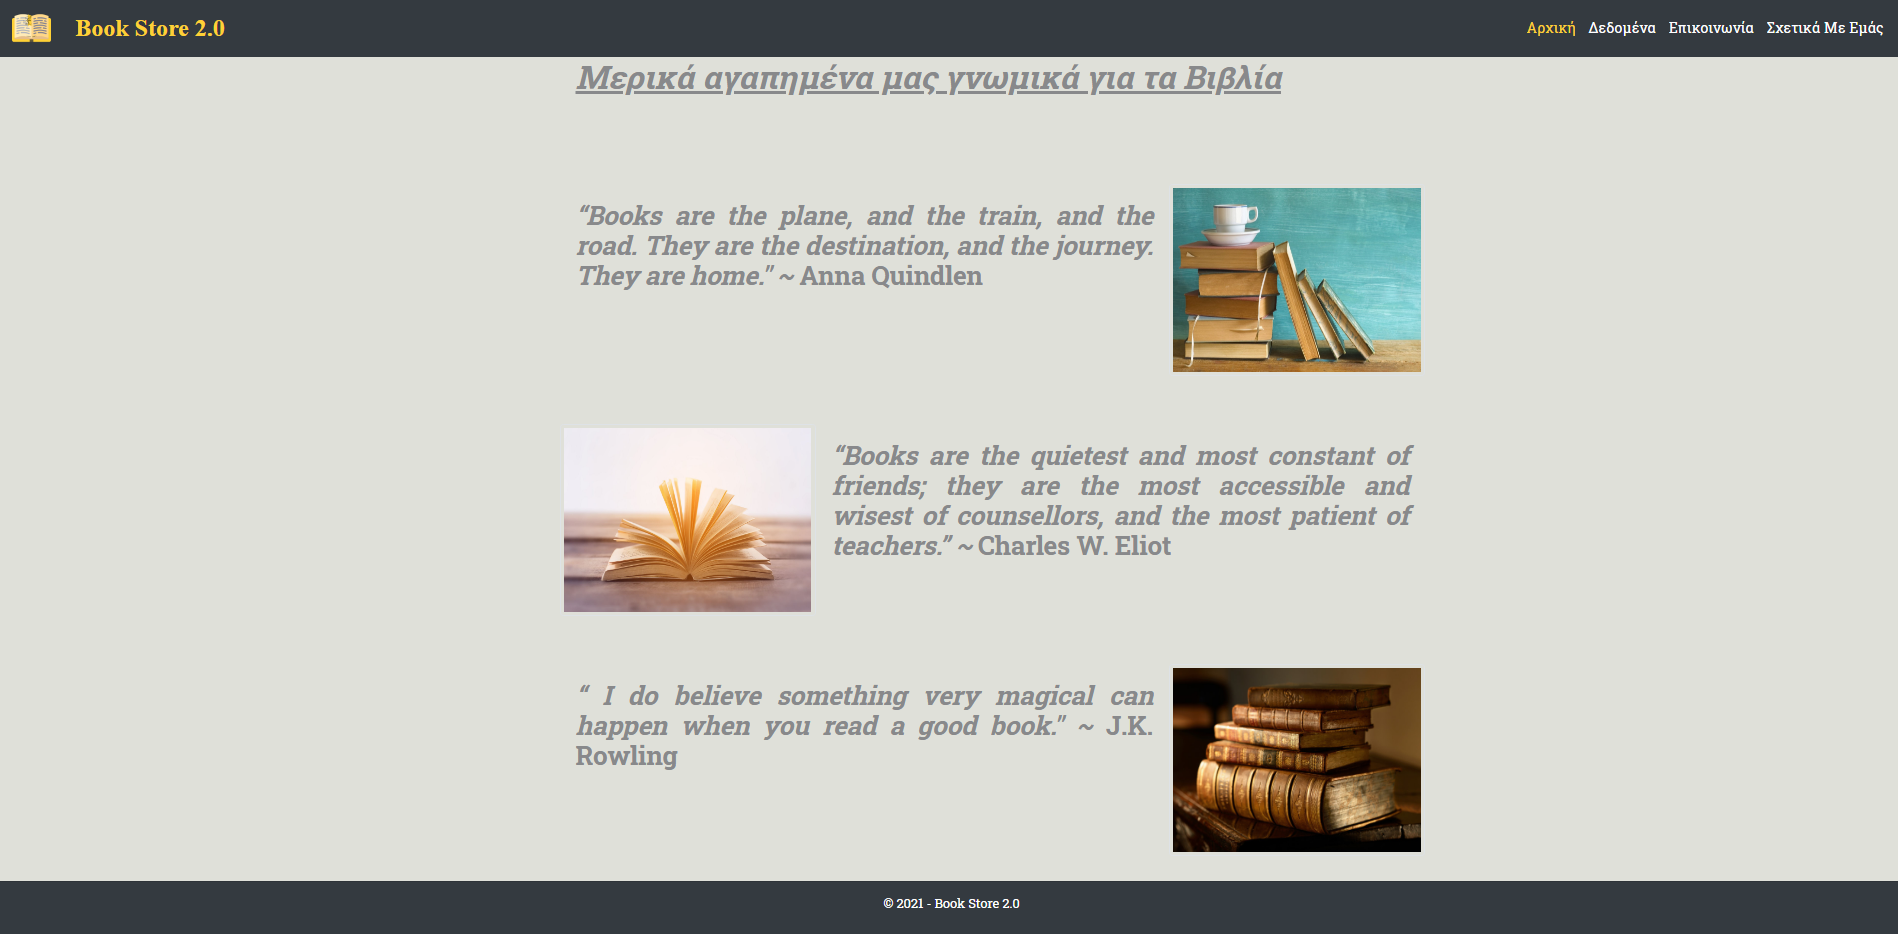 Book Store 2.0
Αρχική Δεδομένα Επικοινωνία Σχετικά Με Εμάς
Μερικά αγαπημένα μας γνωμικά για τα Βιβλία
“Books are the plane, and the train, and the
road. They are the destination, and the journey.
They are home.” ~ Anna Quindlen
“Books are the quietest and most constant of
friends; they are the most accessible and
wisest of counsellors, and the most patient of
teachers.” ~ Charles W. Eliot
“ I do believe something very magical can
happen when you read a good book.” ~ J.K.
Rowling
© 2021 - Book Store 2.0